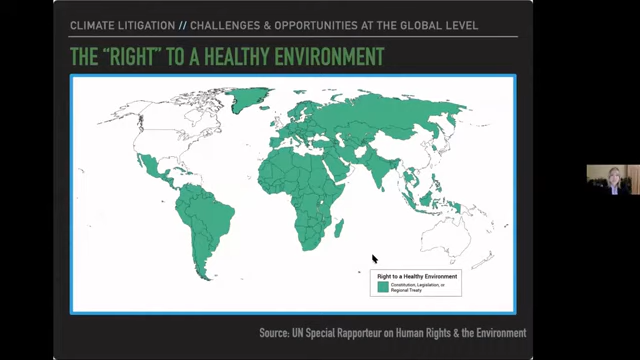 CLIMATE LITIGATION // CHALLENGES & OPPORTUNITIES AT THE GLOBAL LEVEL
THE "RIGHT" TO A HEALTHY ENVIRONMENT
Right to a Healthy Environment
Constitution, Legislation, or
Regional Treaty
Source: UN Special Rapporteur on Human Rights & the Environment